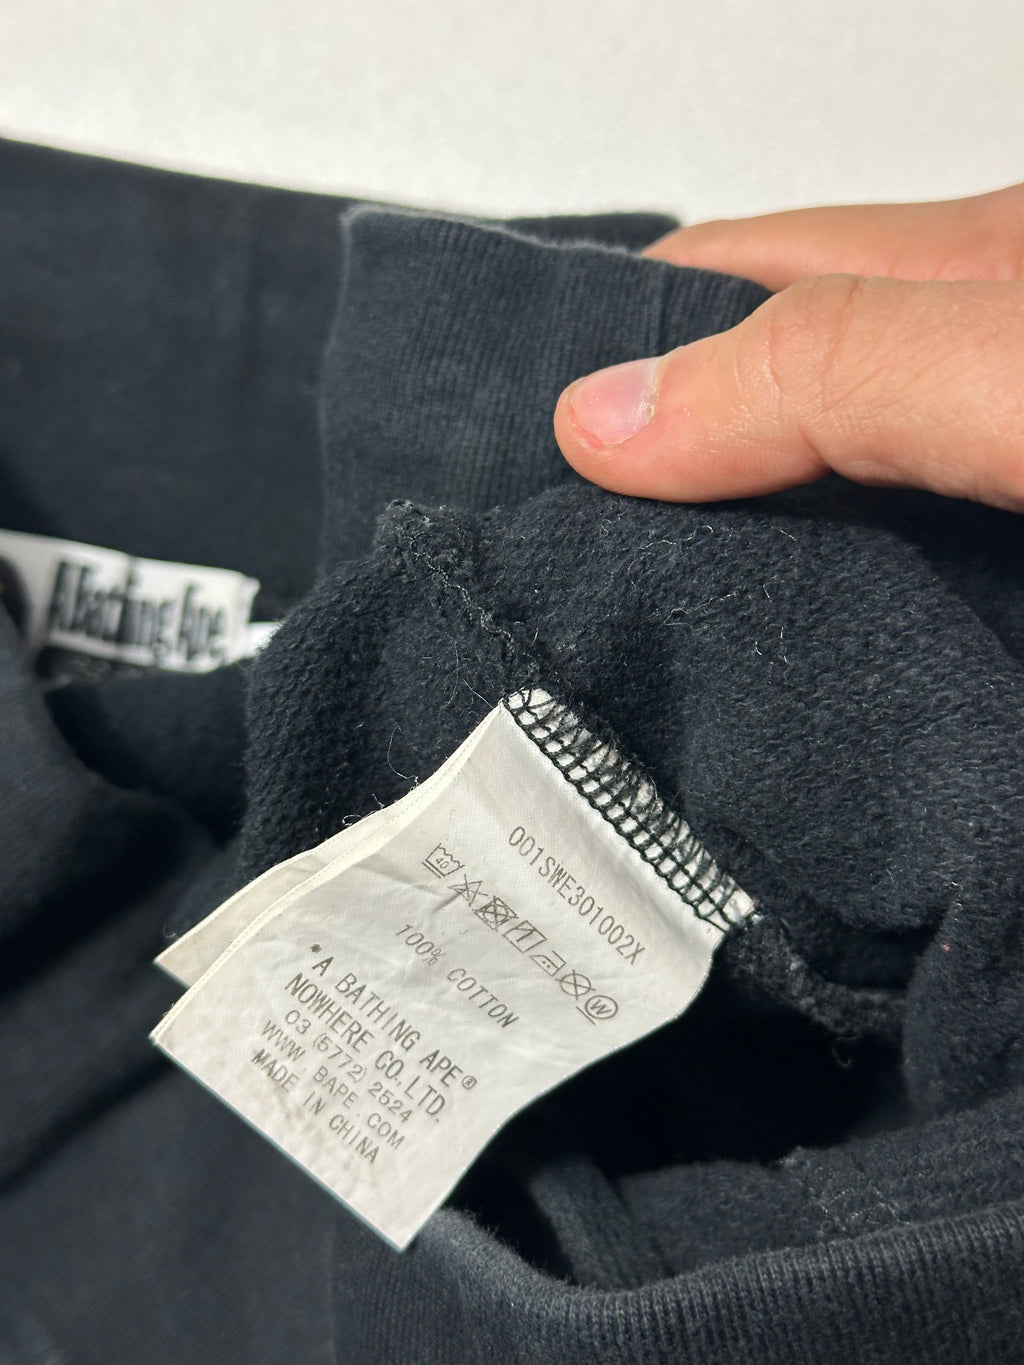 A Bathing Ape
001SWE301002X
40
W
100% COTTON
*A BATHING APE®
NOWHERE CO., LTD.
03 (5772) 2524
WWW. BAPE. COM
MADE IN CHINA